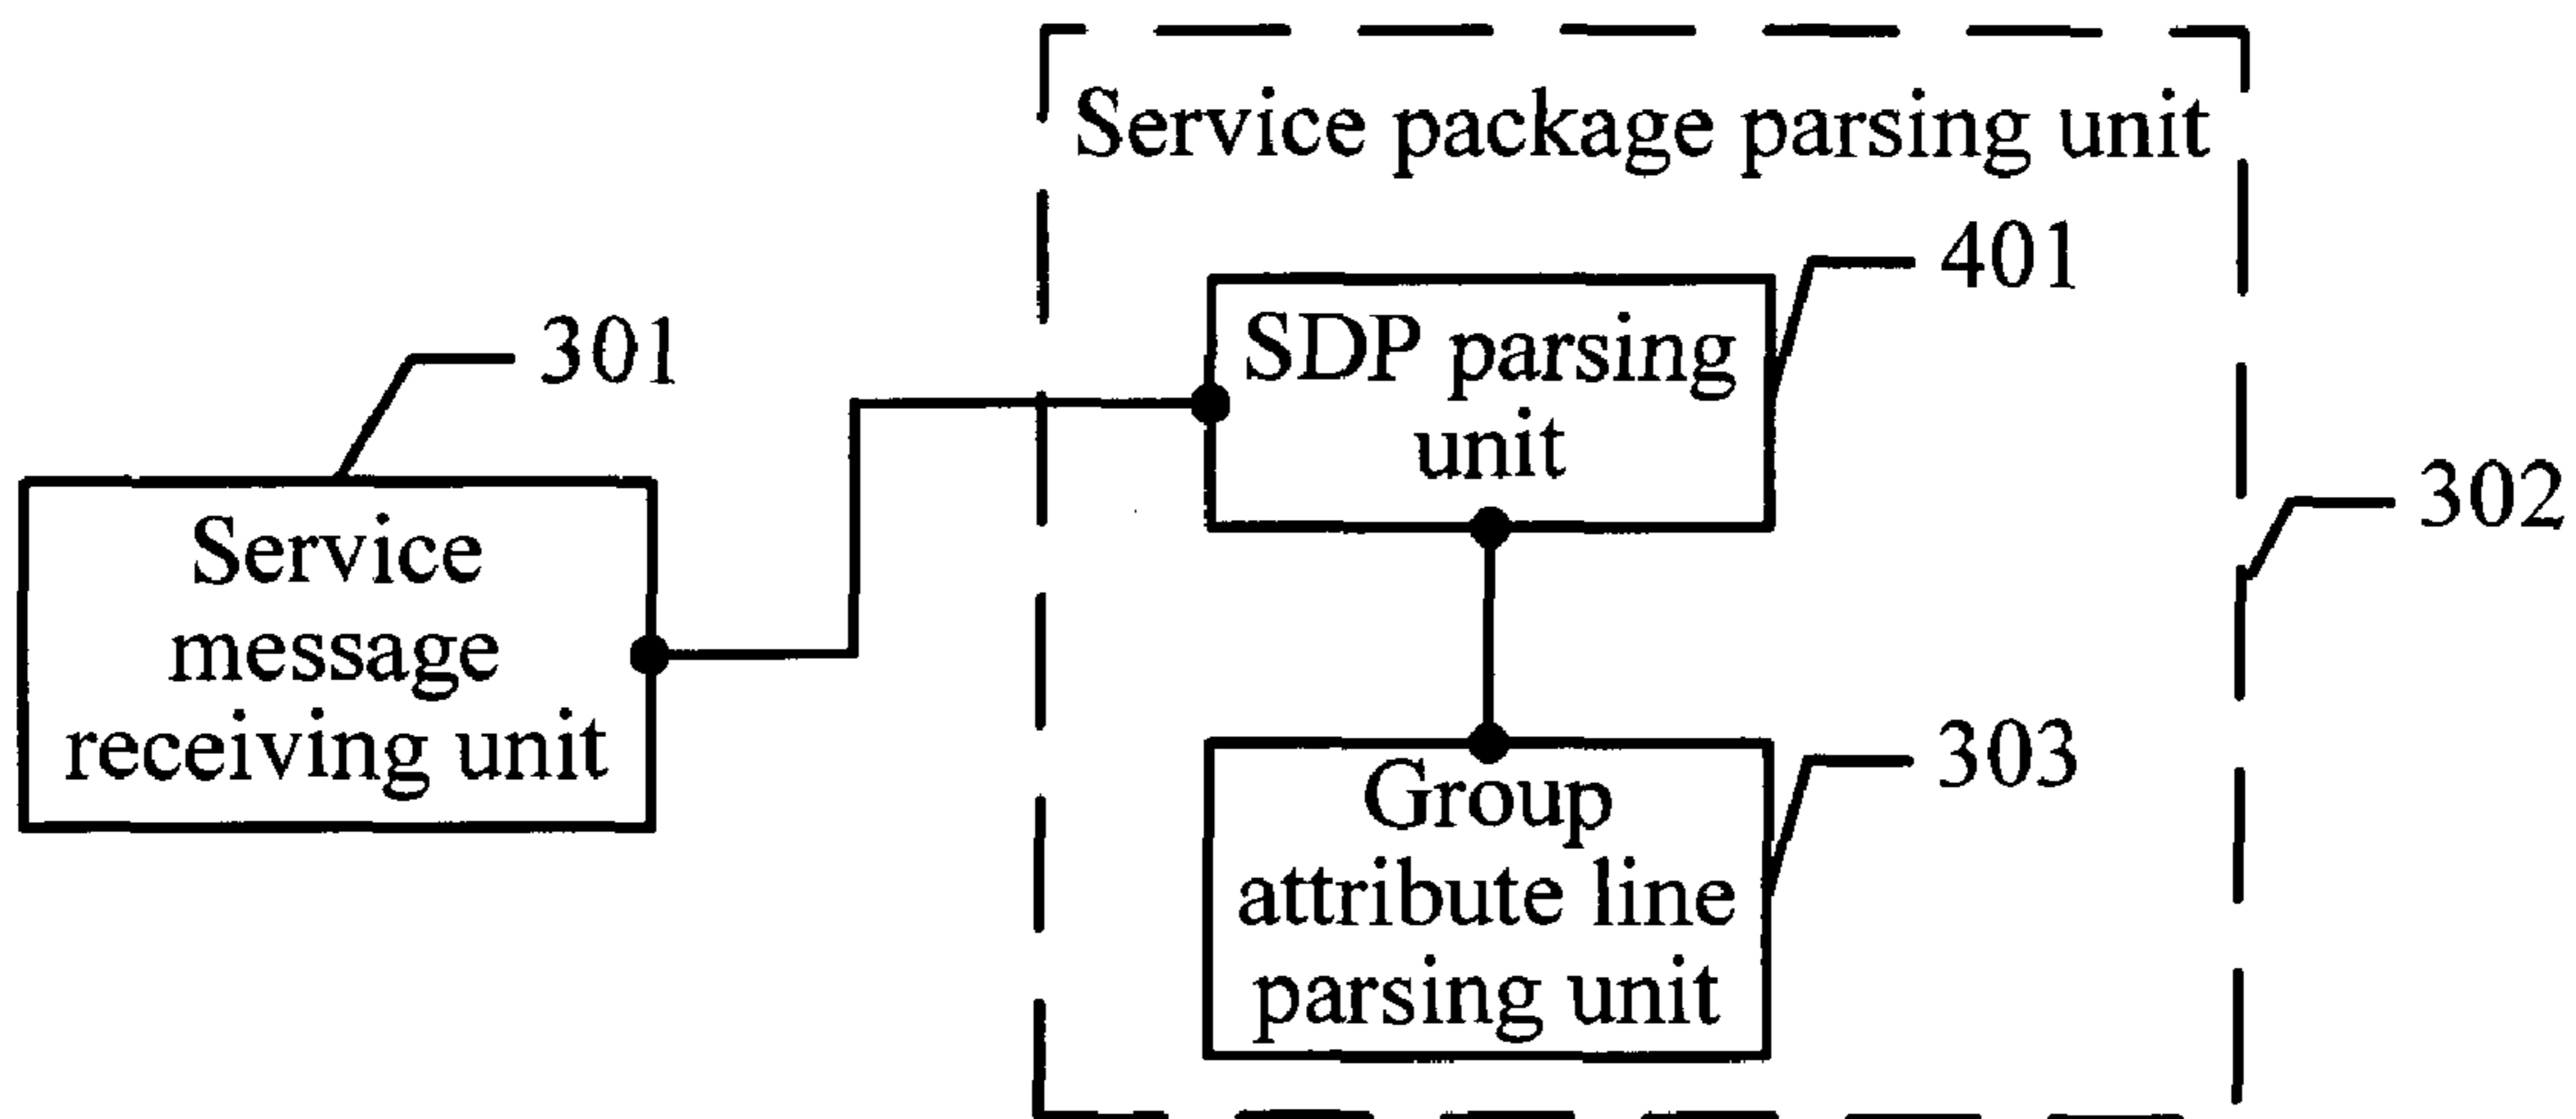 Service package parsing unit
401
SDP parsing
unit
301
302
Service
message
receiving unit
303
Group
attribute line
parsing unit